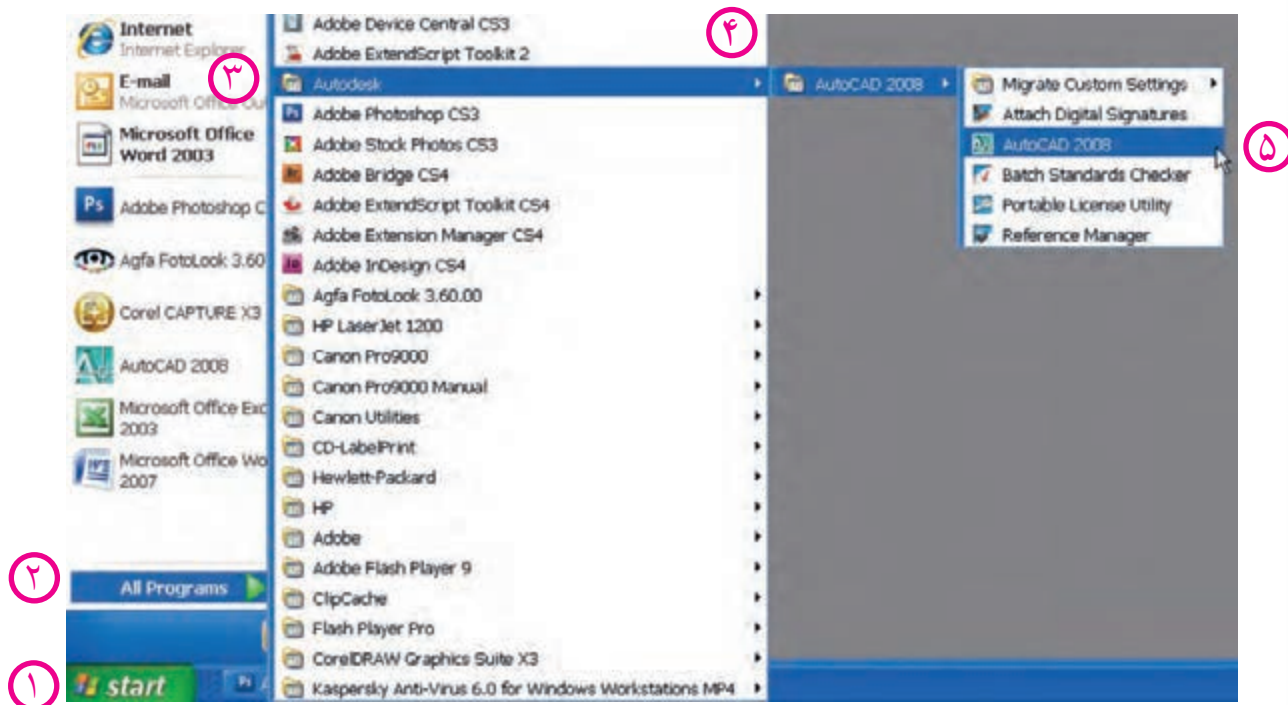 Internet
Internet Explorer
E-mail
Microsoft Office Ou
Microsoft Office
Word 2003
Adobe Photoshop C
Agfa FotoLook 3.60
Corel CAPTURE X3
AutoCAD 2008
Microsoft Office Exc
2003
Microsoft Office Wo
2007
All Programs
start
Adobe Device Central CS3
Adobe ExtendScript Toolkit 2
Autodesk
Adobe Photoshop CS3
Adobe Stock Photos CS3
Adobe Bridge CS4
Adobe ExtendScript Toolkit CS4
Adobe Extension Manager CS4
Adobe InDesign CS4
Agfa FotoLook 3.60.00
HP LaserJet 1200
Canon Pro9000
Canon Pro9000 Manual
Canon Utilities
CD-LabelPrint
Hewlett-Packard
HP
Adobe
Adobe Flash Player 9
ClipCache
Flash Player Pro
CorelDRAW Graphics Suite X3
Kaspersky Anti-Virus 6.0 for Windows Workstations MP4
AutoCAD 2008
Migrate Custom Settings
Attach Digital Signatures
AutoCAD 2008
Batch Standards Checker
Portable License Utility
Reference Manager
۱
۲
۳
۴
۵